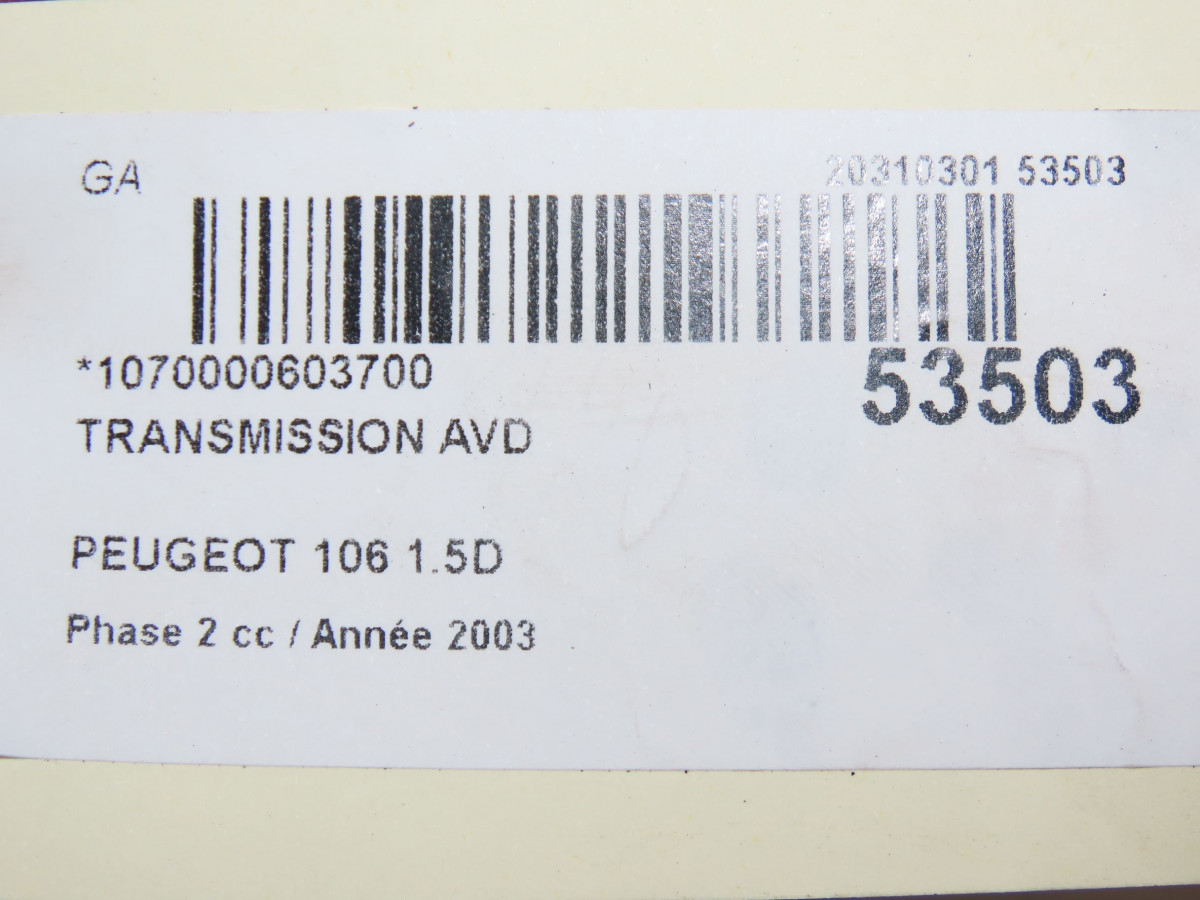 GA
20310301 53503
*1070000603700
53503
TRANSMISSION AVD
PEUGEOT 106 1.5D
Phase 2 cc / Année 2003